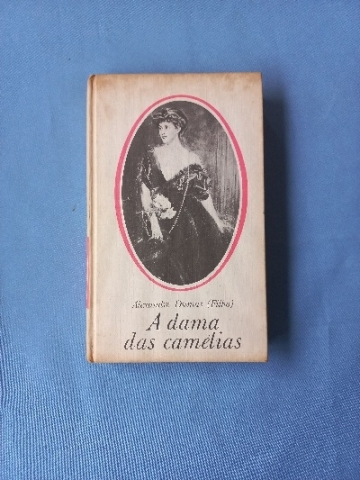 Alexandre Dumas (Filho)
A dama
das camélias